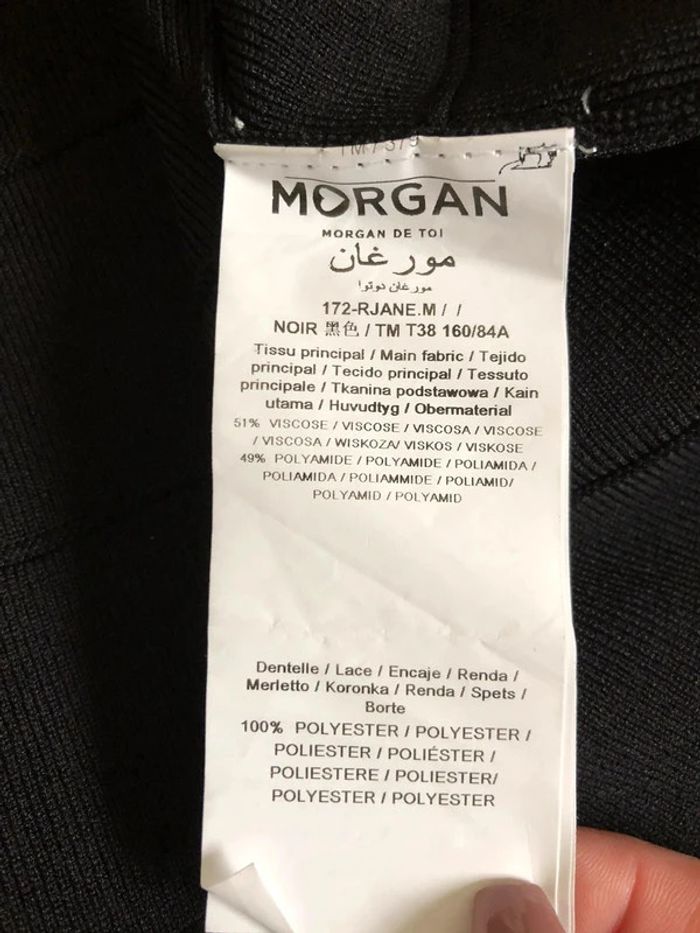 MORGAN
MORGAN DE TOI
مورغان
مورغان دوتوا
172-RJANE.M / /
NOIR 黑色 / TM T38 160/84A
Tissu principal / Main fabric / Tejido
principal / Tecido principal / Tessuto
principale / Tkanina podstawowa / Kain
utama / Huvudtyg / Obermaterial
51% VISCOSE / VISCOSE / VISCOSA / VISCOSE
/ VISCOSA / WISKOZA/ VISKOS / VISKOSE
49% POLYAMIDE / POLYAMIDE / POLIAMIDA /
POLIAMIDA / POLIAMMIDE / POLIAMID/
POLYAMID / POLYAMID
Dentelle / Lace / Encaje / Renda /
Merletto / Koronka / Renda / Spets /
Borte
100% POLYESTER / POLYESTER /
POLIESTER / POLIÉSTER /
POLIESTERE / POLIESTER/
POLYESTER / POLYESTER